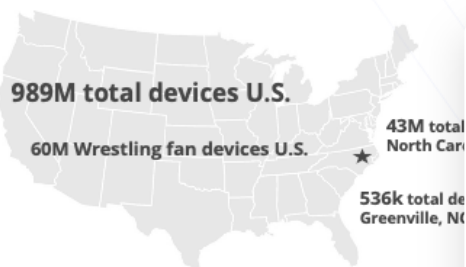 989M total devices U.S.
60M Wrestling fan devices U.S.
43M total
North
536k total
Greenville,